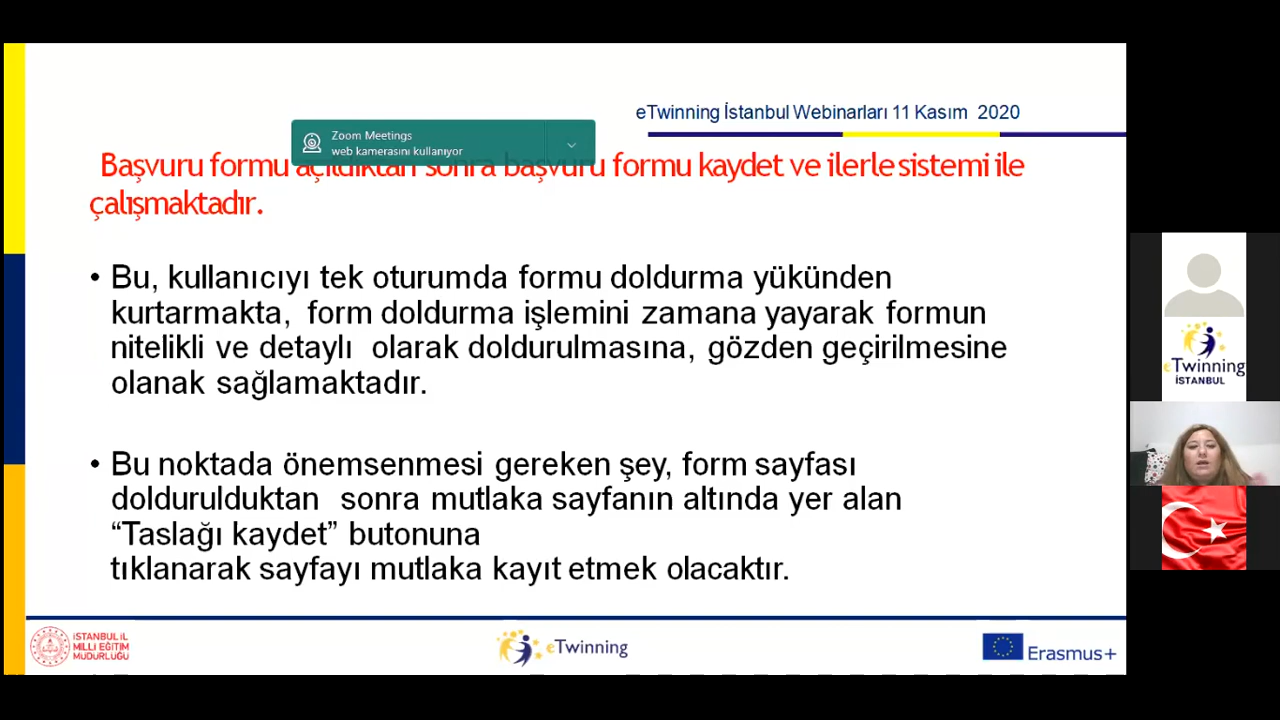 eTwinning İstanbul Webinarları 11 Kasım 2020
Zoom Meetings
web kamerasını kullanıyor
Başvuru formu açıldıktan sonra başvuru formu kaydet ve ilerle sistemi ile
çalışmaktadır.
• Bu, kullanıcıyı tek oturumda formu doldurma yükünden
kurtarmakta, form doldurma işlemini zamana yayarak formun
nitelikli ve detaylı olarak doldurulmasına, gözden geçirilmesine
olanak sağlamaktadır.
• Bu noktada önemsenmesi gereken şey, form sayfası
doldurulduktan sonra mutlaka sayfanın altında yer alan
“Taslağı kaydet” butonuna
tıklanarak sayfayı mutlaka kayıt etmek olacaktır.
eTwinning
İSTANBUL
İSTANBUL İL
MİLLİ EĞİTİM
MÜDÜRLÜĞÜ
eTwinning
Erasmus+